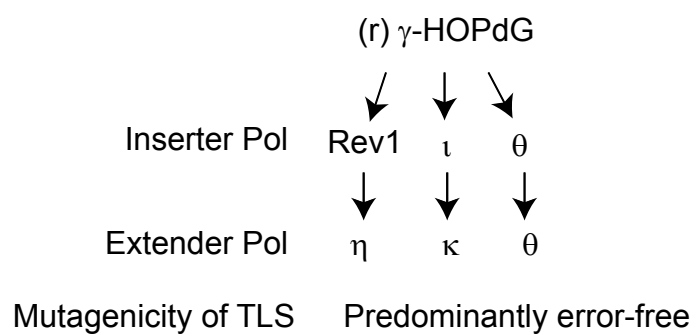 (r) γ-HOPdG
Inserter Pol Rev1 ι θ
Extender Pol η κ θ
Mutagenicity of TLS Predominantly error-free